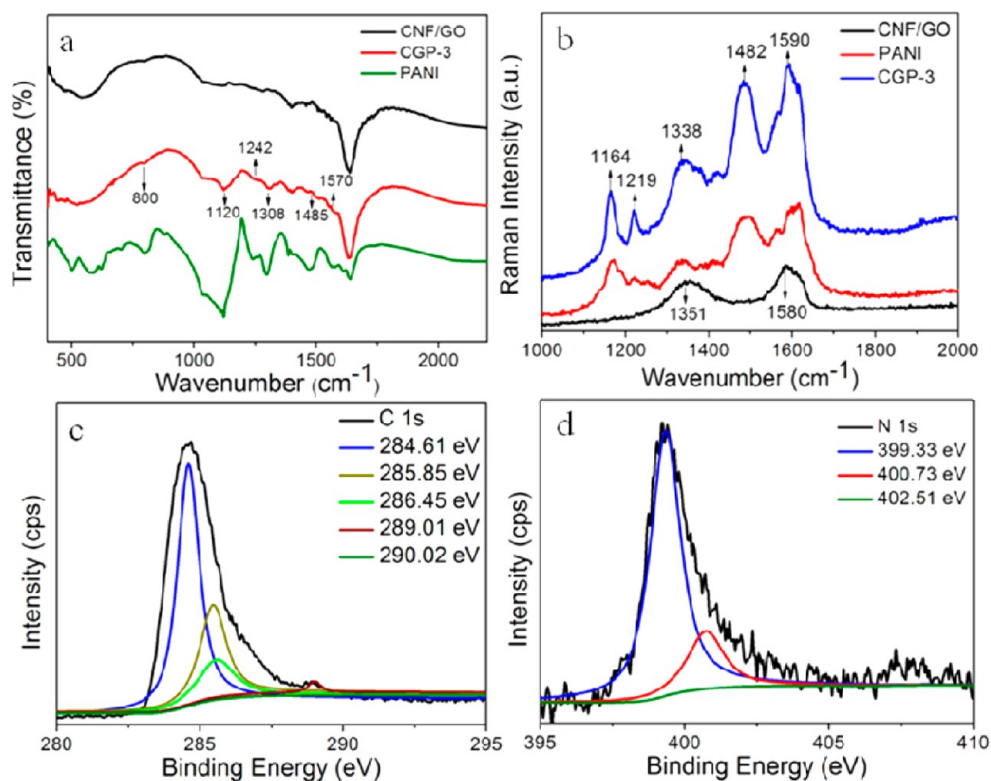 a
CNF/GO
CGP-3
PANI
Transmittance (%)
800
1120
1242
1308
1485
1570
500 1000 1500 2000
Wavenumber (cm-1)
b
CNF/GO
PANI
CGP-3
Raman Intensity (a.u.)
1164
1219
1338
1482
1590
1351
1580
1000 1200 1400 1600 1800 2000
Wavenumber (cm-1)
c
C 1s
284.61 eV
285.85 eV
286.45 eV
289.01 eV
290.02 eV
Intensity (cps)
280 285 290 295
Binding Energy (eV)
d
N 1s
399.33 eV
400.73 eV
402.51 eV
Intensity (cps)
395 400 405 410
Binding Energy (eV)